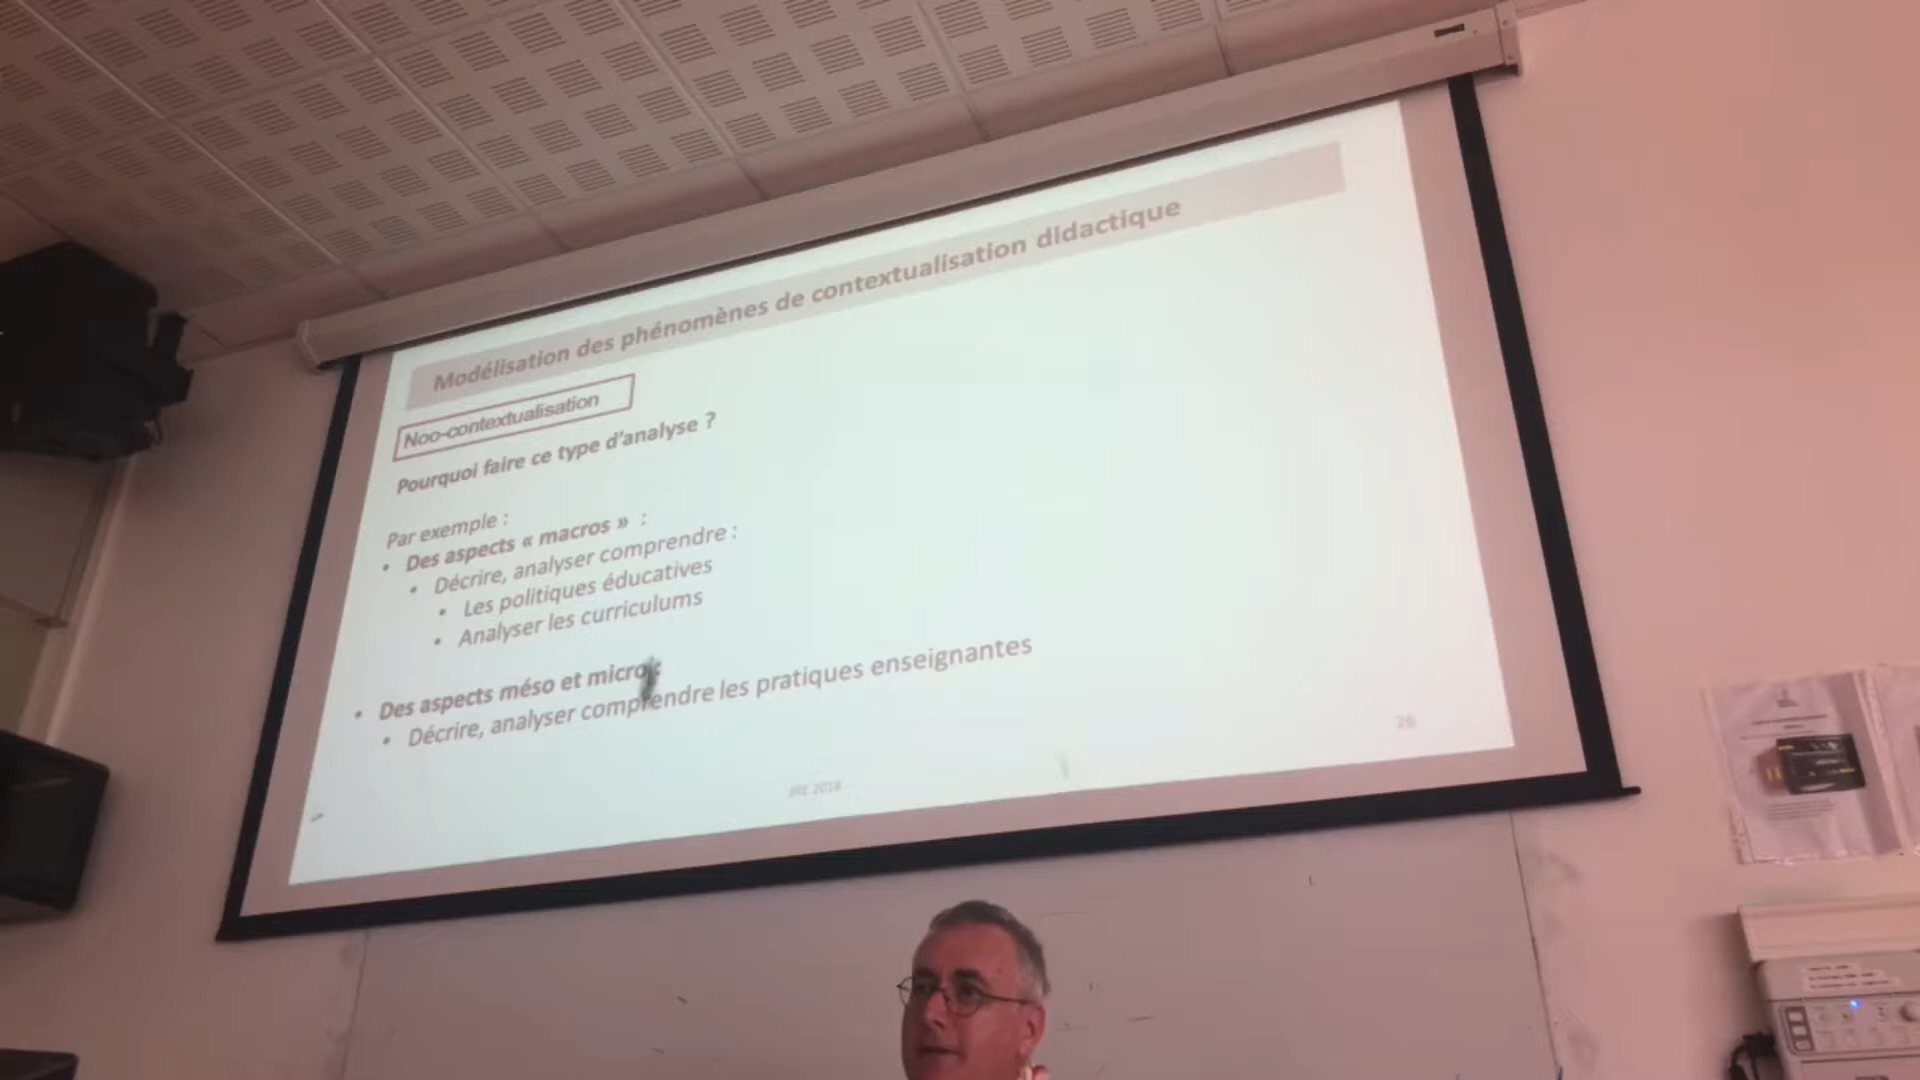 Modélisation des phénomènes de contextualisation didactique
Noo-contextualisation
Pourquoi faire ce type d'analyse ?
Par exemple :
• Des aspects « macros » :
• Décrire, analyser comprendre :
• Les politiques éducatives
• Analyser les curriculums
• Des aspects méso et micro :
• Décrire, analyser comprendre les pratiques enseignantes
2018
28